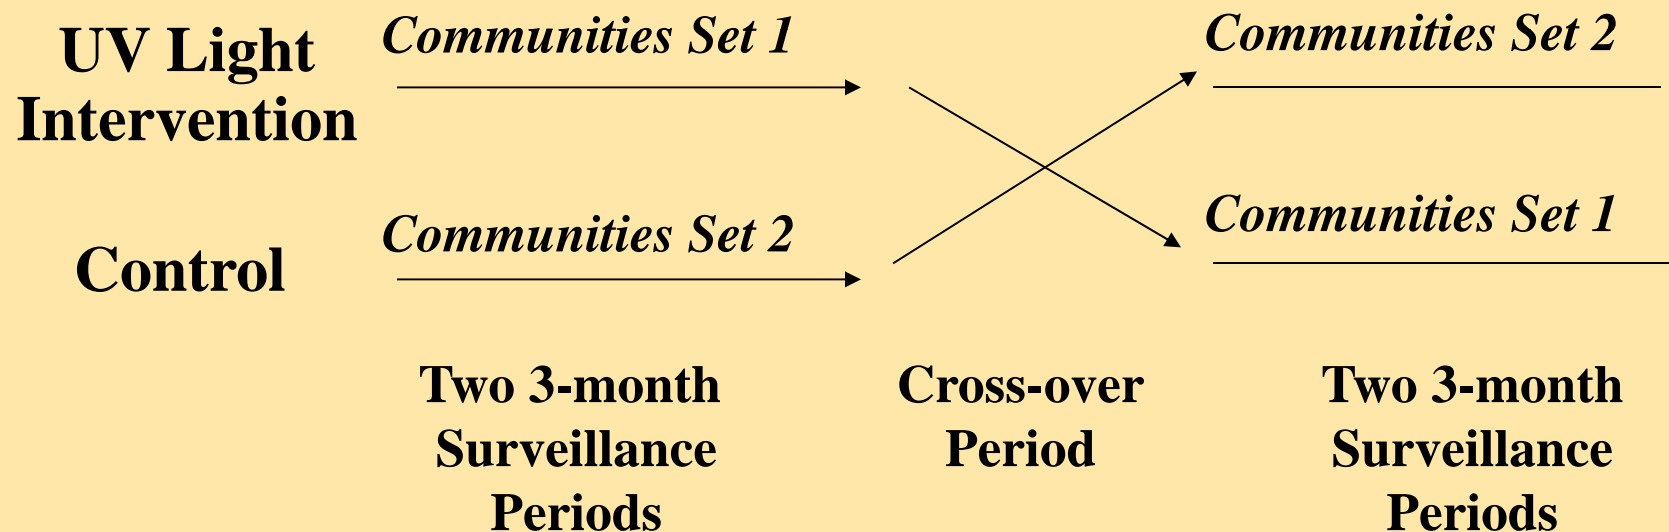 UV Light
Intervention
Communities Set 1
Communities Set 2
Control
Communities Set 2
Communities Set 1
Two 3-month
Surveillance
Periods
Cross-over
Period
Two 3-month
Surveillance
Periods